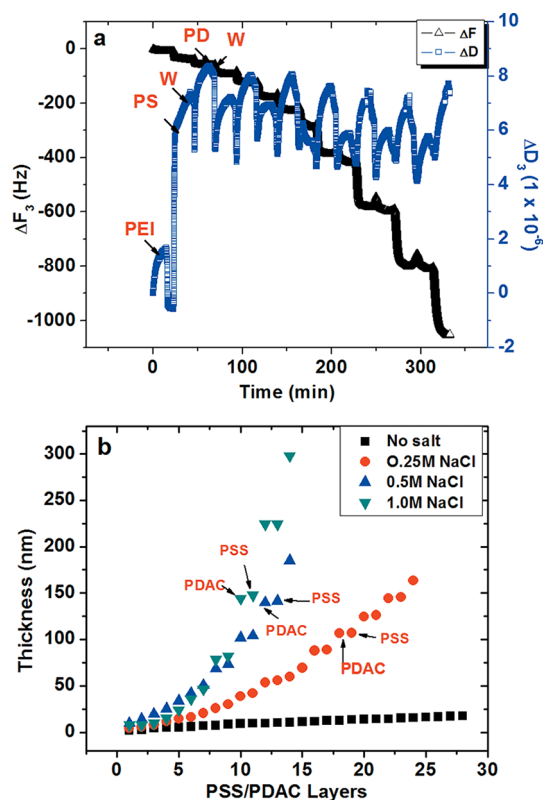 a
PD
W
ΔF
ΔD
W
PS
PEI
0
-200
-400
-600
-800
-1000
ΔF3 (Hz)
10
8
6
4
2
0
-2
ΔD3 (1 x 10-6)
0
100
200
300
Time (min)
b
No salt
O.25M NaCl
0.5M NaCl
1.0M NaCl
300
250
200
150
100
50
0
Thickness (nm)
PSS
PDAC
PSS
PDAC
PSS
PDAC
0
5
10
15
20
25
30
PSS/PDAC Layers